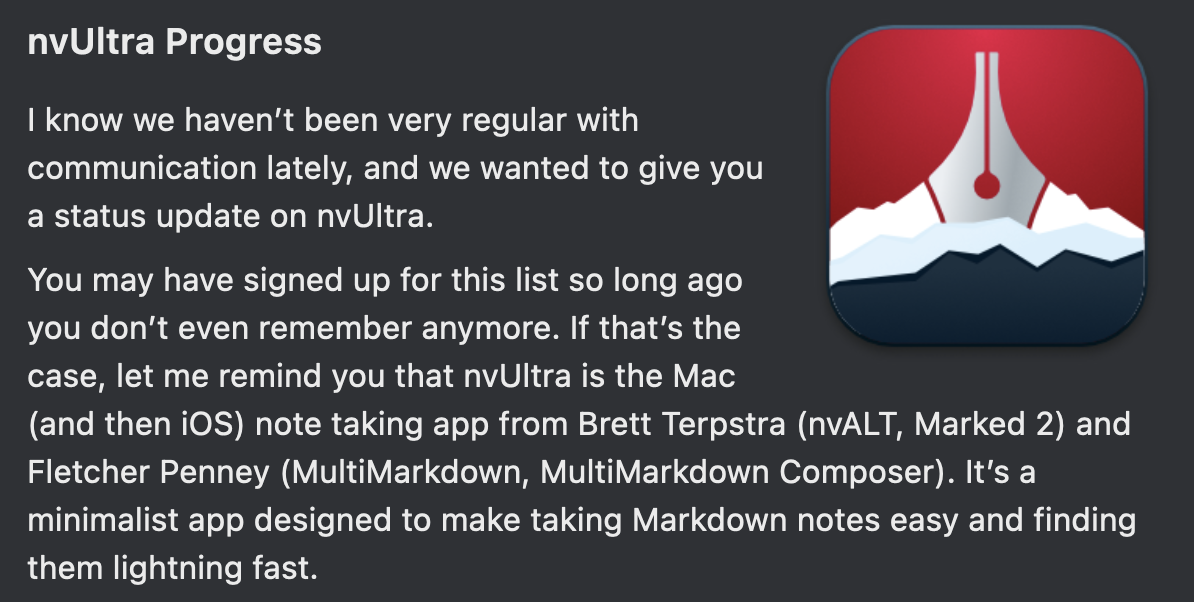 nvUltra Progress
I know we haven’t been very regular with
communication lately, and we wanted to give you
a status update on nvUltra.
You may have signed up for this list so long ago
you don’t even remember anymore. If that’s the
case, let me remind you that nvUltra is the Mac
(and then iOS) note taking app from Brett Terpstra (nvALT, Marked 2) and
Fletcher Penney (MultiMarkdown, MultiMarkdown Composer). It’s a
minimalist app designed to make taking Markdown notes easy and finding
them lightning fast.